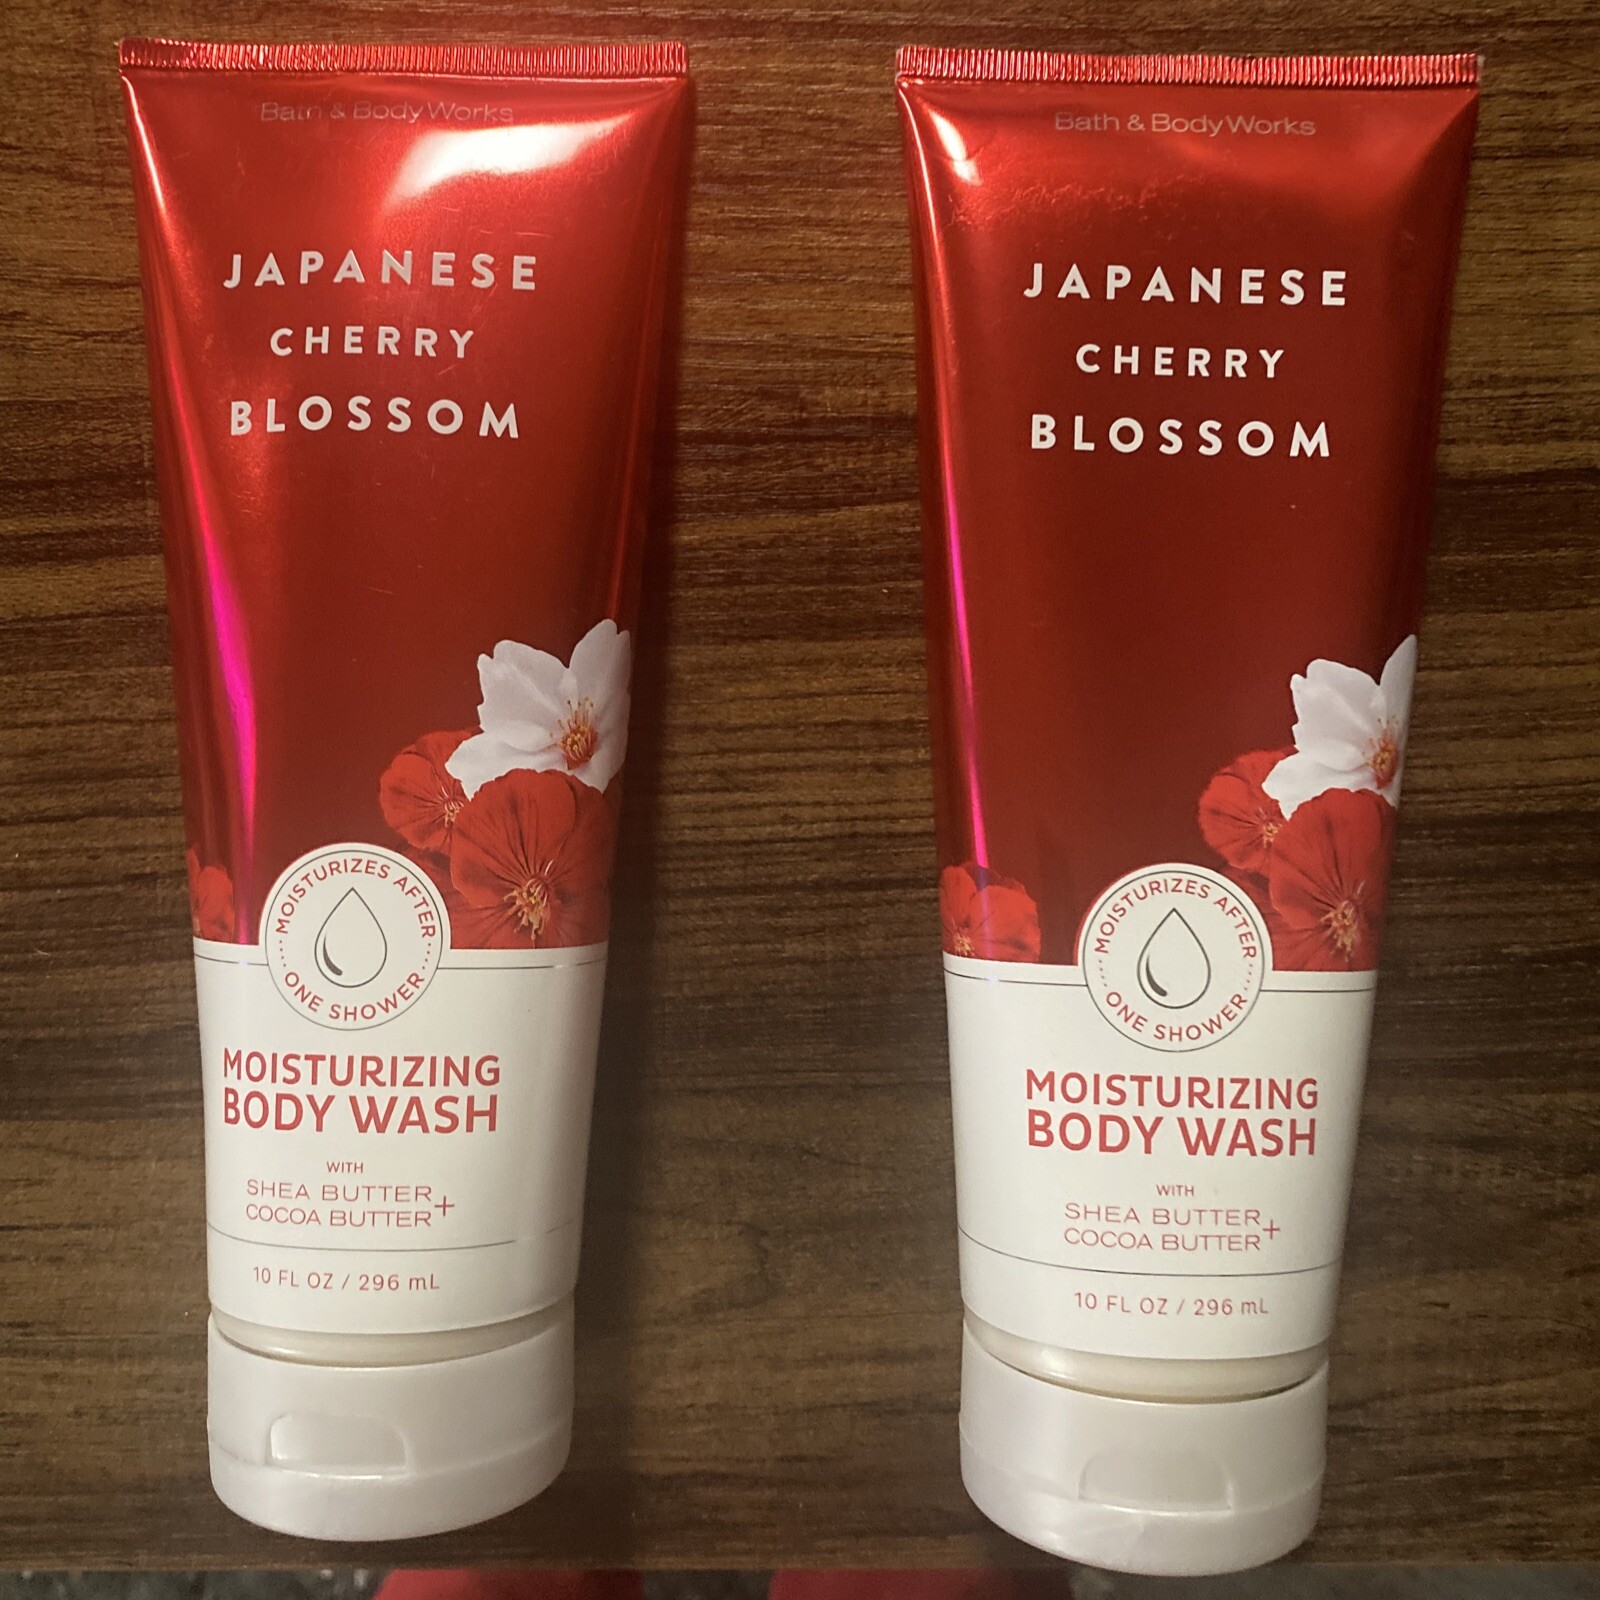 Bath & Body Works
JAPANESE
CHERRY
BLOSSOM
MOISTURIZES AFTER
ONE SHOWER
MOISTURIZING
BODY WASH
WITH
SHEA BUTTER
COCOA BUTTER+
10 FL OZ / 296 mL
Bath & Body Works
JAPANESE
CHERRY
BLOSSOM
MOISTURIZES AFTER
ONE SHOWER
MOISTURIZING
BODY WASH
WITH
SHEA BUTTER
COCOA BUTTER+
10 FL OZ / 296 mL